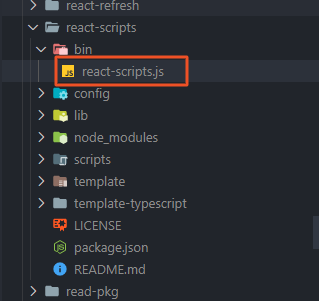 react-refresh
react-scripts
bin
JS react-scripts.js
config
lib
node_modules
scripts
template
template-typescript
LICENSE
package.json
README.md
read-pkg